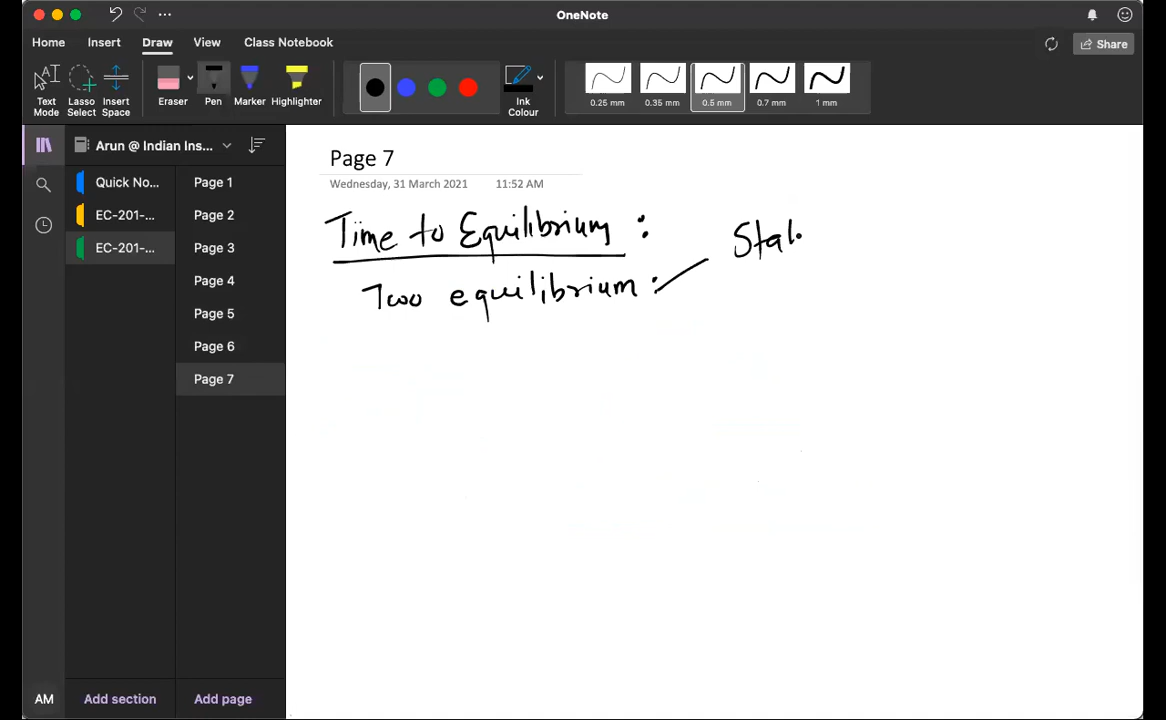 OneNote
Home Insert Draw View Class Notebook
Share
Text Mode
Lasso Select
Insert Space
Eraser
Pen
Marker
Highlighter
Ink Colour
0.25 mm
0.35 mm
0.5 mm
0.7 mm
1 mm
Arun @ Indian Ins...
Quick No...
EC-201-...
EC-201-...
Page 1
Page 2
Page 3
Page 4
Page 5
Page 6
Page 7
AM
Add section
Add page
Page 7
Wednesday, 31 March 2021 11:52 AM
Time to Equilibrium :
Two equilibrium :